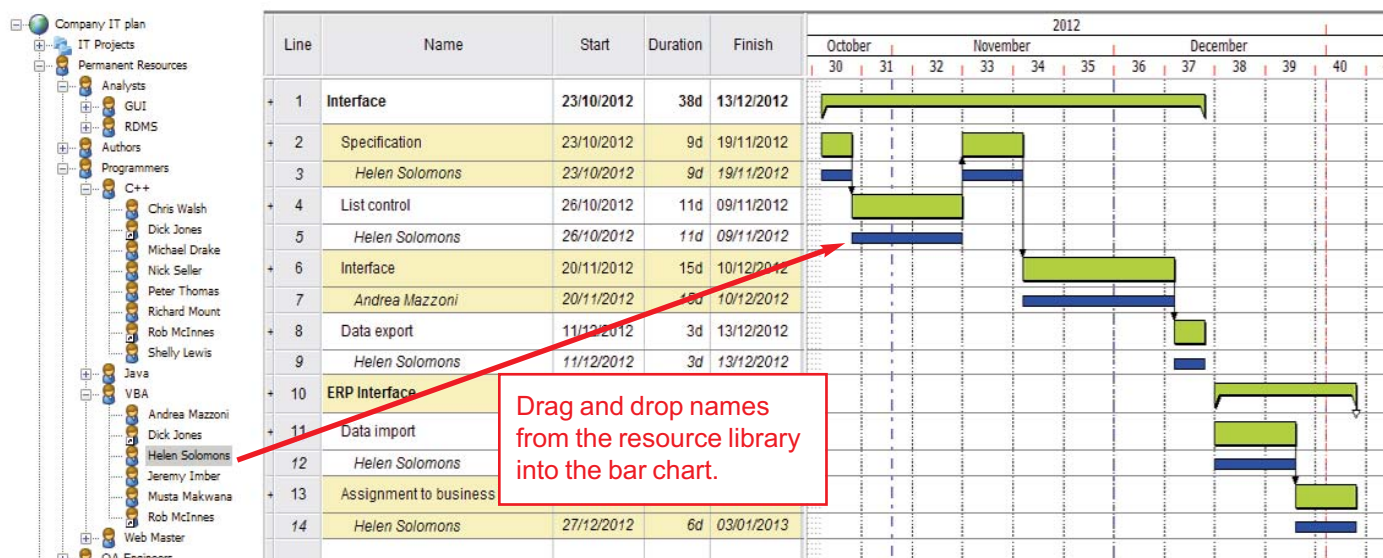 Company IT plan
IT Projects
Permanent Resources
Analysts
GUI
RDMS
Authors
Programmers
C++
Chris Walsh
Dick Jones
Michael Drake
Nick Seller
Peter Thomas
Richard Mount
Rob McInnes
Shelly Lewis
Java
VBA
Andrea Mazzoni
Dick Jones
Helen Solomons
Jeremy Imber
Musta Makwana
Rob McInnes
Web Master
QA Engineers
Line Name Start Duration Finish
1 Interface 23/10/2012 38d 13/12/2012
2 Specification 23/10/2012 9d 19/11/2012
3 Helen Solomons 23/10/2012 9d 19/11/2012
4 List control 26/10/2012 11d 09/11/2012
5 Helen Solomons 26/10/2012 11d 09/11/2012
6 Interface 20/11/2012 15d 10/12/2012
7 Andrea Mazzoni 20/11/2012 15d 10/12/2012
8 Data export 11/12/2012 3d 13/12/2012
9 Helen Solomons 11/12/2012 3d 13/12/2012
10 ERP Interface
11 Data import
12 Helen Solomons
13 Assignment to business
14 Helen Solomons 27/12/2012 6d 03/01/2013
2012
October November December
30 31 32 33 34 35 36 37 38 39 40
Drag and drop names
from the resource library
into the bar chart.